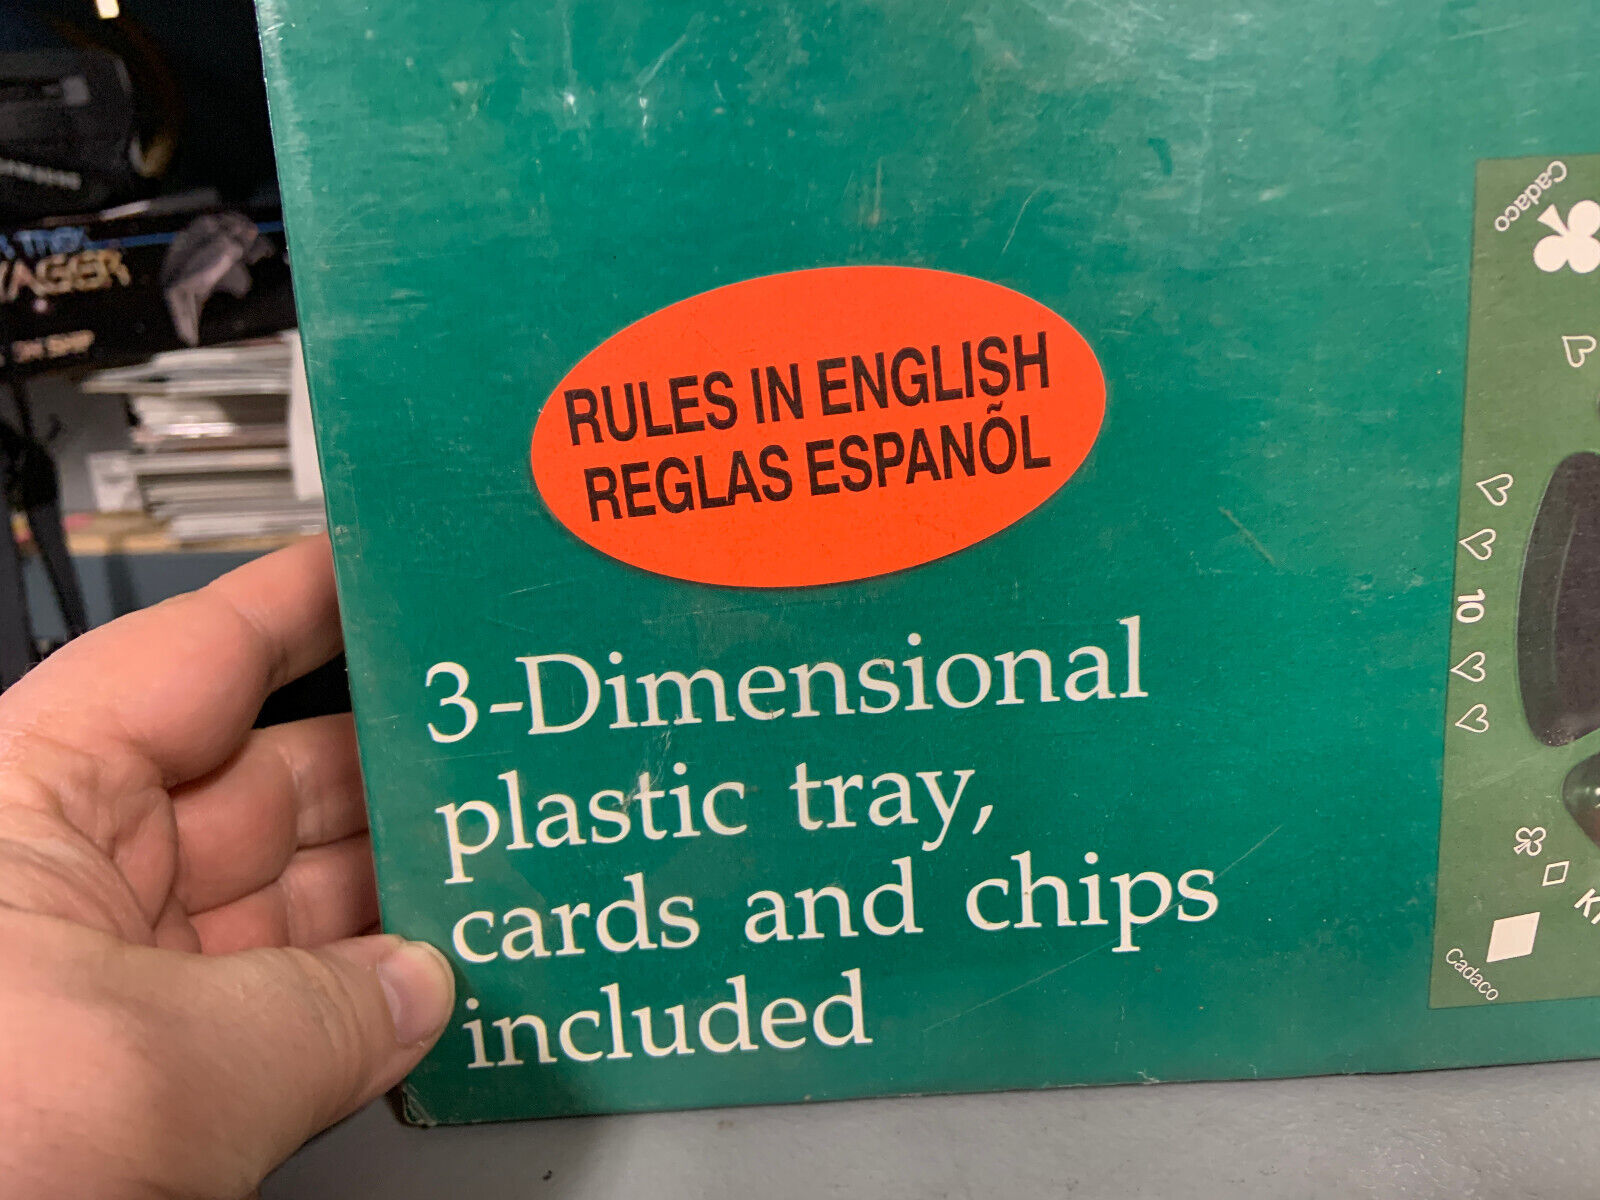 RULES IN ENGLISH
REGLAS ESPANÕL
3-Dimensional
plastic tray,
cards and chips
included
Cadaco
10
Cadaco